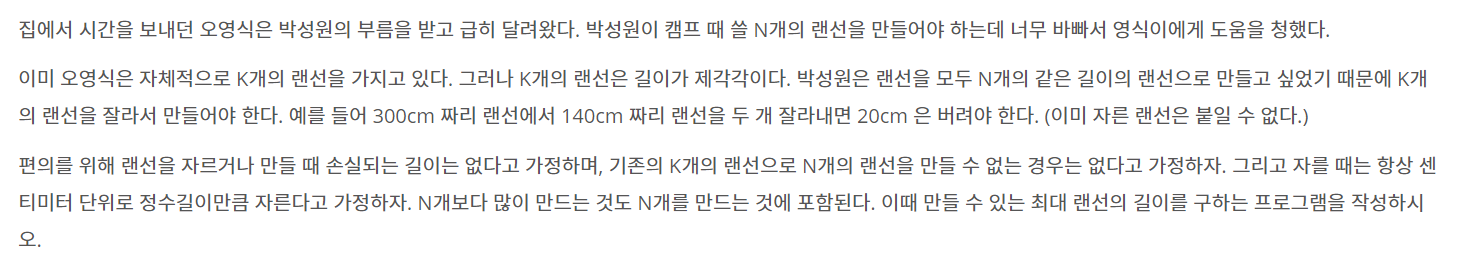 집에서 시간을 보내던 오영식은 박성원의 부름을 받고 급히 달려왔다. 박성원이 캠프 때 쓸 N개의 랜선을 만들어야 하는데 너무 바빠서 영식이에게 도움을 청했다.
이미 오영식은 자체적으로 K개의 랜선을 가지고 있다. 그러나 K개의 랜선은 길이가 제각각이다. 박성원은 랜선을 모두 N개의 같은 길이의 랜선으로 만들고 싶었기 때문에 K개
의 랜선을 잘라서 만들어야 한다. 예를 들어 300cm 짜리 랜선에서 140cm 짜리 랜선을 두 개 잘라내면 20cm 은 버려야 한다. (이미 자른 랜선은 붙일 수 없다.)
편의를 위해 랜선을 자르거나 만들 때 손실되는 길이는 없다고 가정하며, 기존의 K개의 랜선으로 N개의 랜선을 만들 수 없는 경우는 없다고 가정하자. 그리고 자를 때는 항상 센
티미터 단위로 정수길이만큼 자른다고 가정하자. N개보다 많이 만드는 것도 N개를 만드는 것에 포함된다. 이때 만들 수 있는 최대 랜선의 길이를 구하는 프로그램을 작성하시
오.